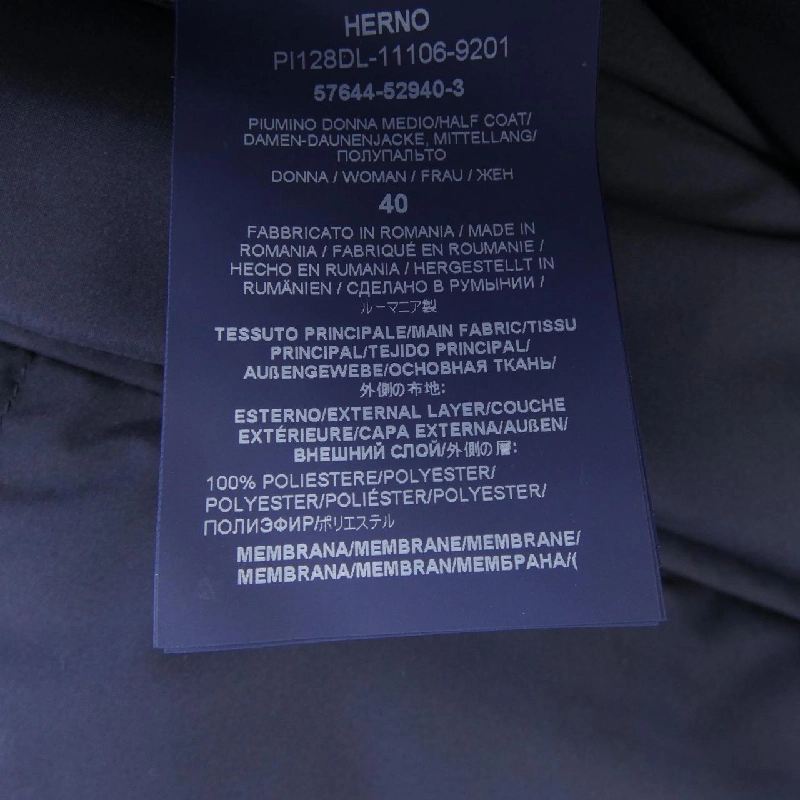 HERNO
PI128DL-11106-9201
57644-52940-3
PIUMINO DONNA MEDIO/HALF COAT/
DAMEN-DAUNENJACKE, MITTELLANG/
ПОЛУПАЛЬТО
DONNA / WOMAN / FRAU / ЖЕН
40
FABBRICATO IN ROMANIA / MADE IN
ROMANIA / FABRIQUÉ EN ROUMANIE /
HECHO EN RUMANIA / HERGESTELLT IN
RUMÄNIEN / СДЕЛАНО В РУМЫНИИ /
ルーマニア製
TESSUTO PRINCIPALE/MAIN FABRIC/TISSU
PRINCIPAL/TEJIDO PRINCIPAL/
AUßENGEWEBE/ОСНОВНАЯ ТКАНЬ/
外側の布地:
ESTERNO/EXTERNAL LAYER/COUCHE
EXTÉRIEURE/CAPA EXTERNA/AUßEN/
ВНЕШНИЙ СЛОЙ/外側の層:
100% POLIESTERE/POLYESTER/
POLYESTER/POLIÉSTER/POLYESTER/
ПОЛИЭФИР/ポリエステル
MEMBRANA/MEMBRANE/MEMBRANE/
MEMBRANA/MEMBRAN/МЕМБРАНА/(